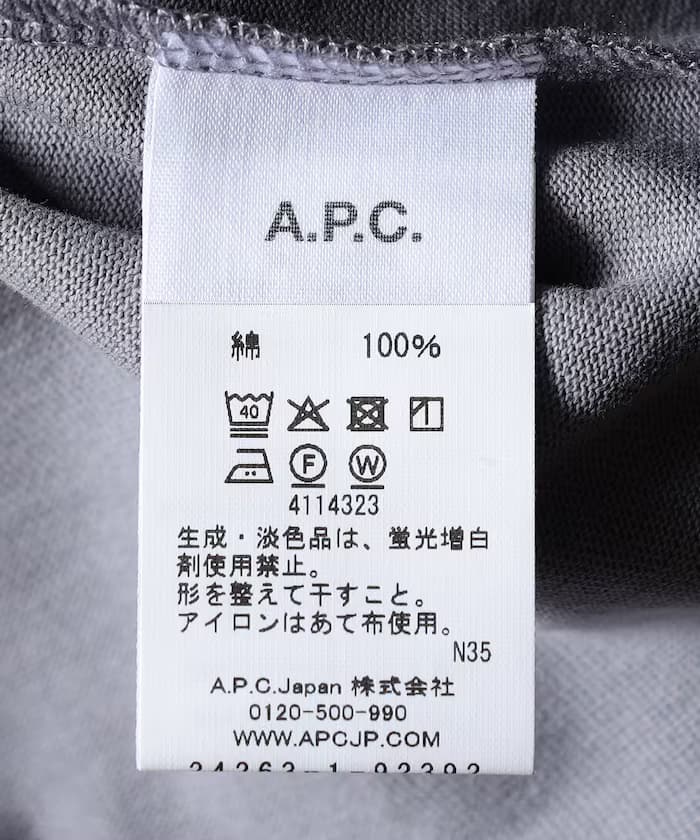 A.P.C.
綿 100%
40
F W
4114323
生成・淡色品は、蛍光増白
剤使用禁止。
形を整えて干すこと。
アイロンはあて布使用。
N35
A.P.C.Japan 株式会社
0120-500-990
WWW.APCJP.COM